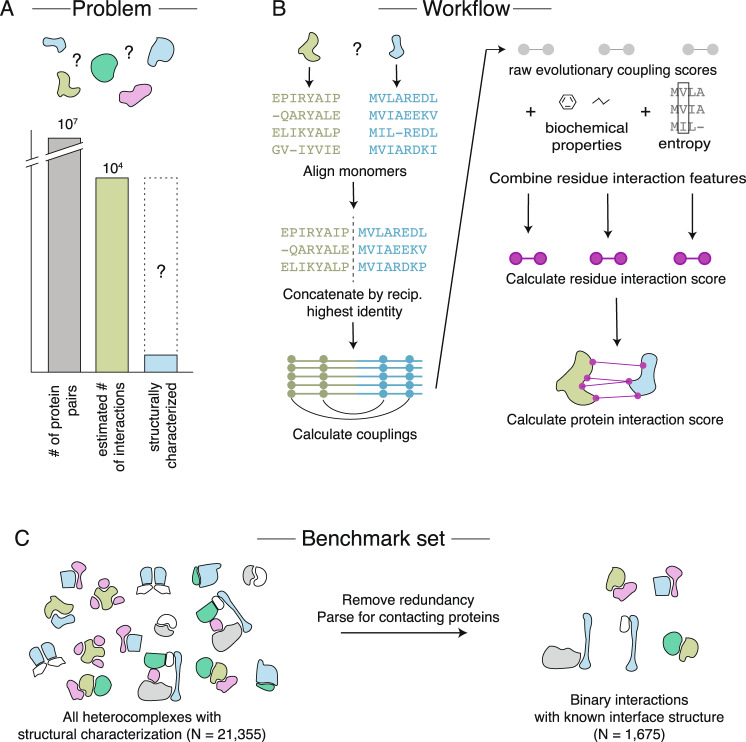 A
Problem
?
?
10⁷
10⁴
?
# of protein
pairs
estimated #
of interactions
structurally
characterized
B
Workflow
?
EPIRYAIP MVLAREDL
-QARYALE MVIAEEKV
ELIKYALP MIL-REDL
GV-IYVIE MVIARDKI
Align monomers
EPIRYAIP MVLAREDL
-QARYALE MVIAEEKV
ELIKYALP MVIARDKP
Concatenate by recip.
highest identity
Calculate couplings
raw evolutionary coupling scores
+
biochemical
properties
+
MVLA
MVIA
MIL-
entropy
Combine residue interaction features
Calculate residue interaction score
Calculate protein interaction score
C
Benchmark set
Remove redundancy
Parse for contacting proteins
All heterocomplexes with
structural characterization (N = 21,355)
Binary interactions
with known interface structure
(N = 1,675)